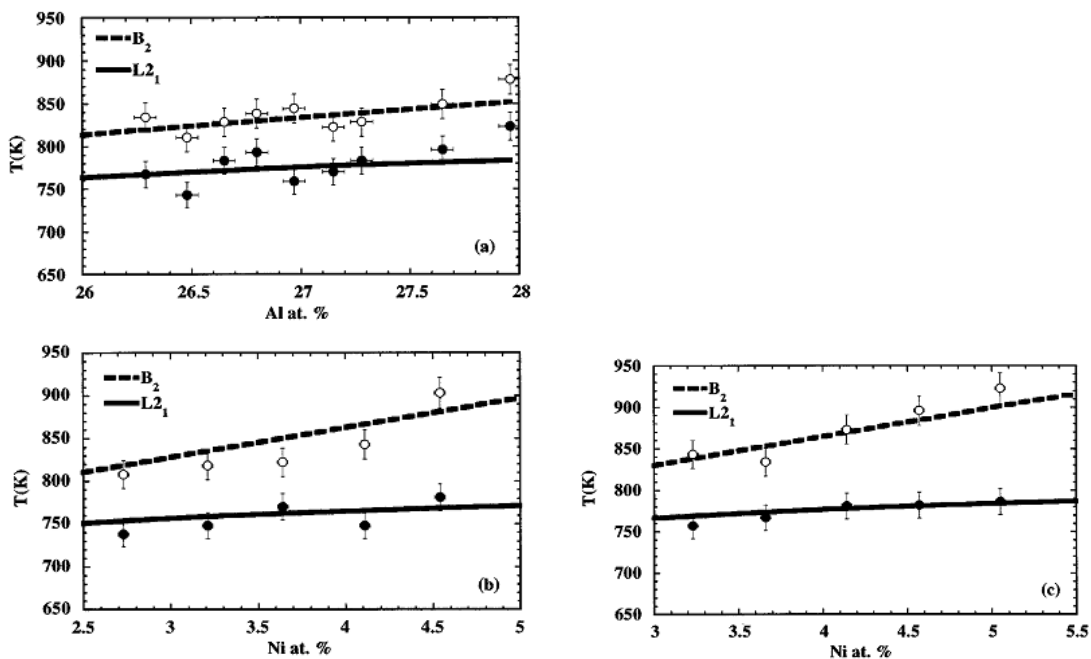 950
900
850
800
750
700
650
T(K)
B2
L21
(a)
26 26.5 27 27.5 28
Al at. %
950
900
850
800
750
700
650
T(K)
B2
L21
(b)
2.5 3 3.5 4 4.5 5
Ni at. %
950
900
850
800
750
700
650
T(K)
B2
L21
(c)
3 3.5 4 4.5 5 5.5
Ni at. %